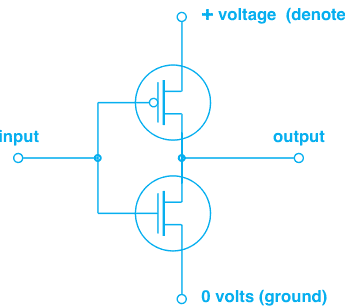 + voltage (denote
input
output
0 volts (ground)